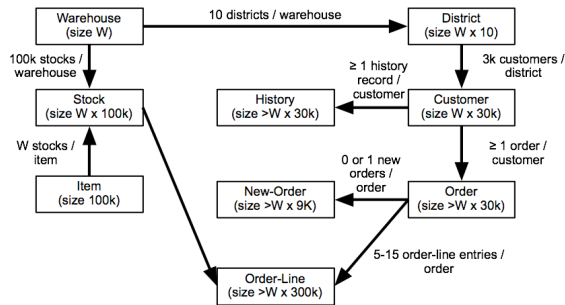 Warehouse
(size W)
10 districts / warehouse
District
(size W x 10)
100k stocks /
warehouse
≥ 1 history
record /
customer
3k customers /
district
Stock
(size W x 100k)
History
(size >W x 30k)
Customer
(size W x 30k)
W stocks /
item
0 or 1 new
orders /
order
≥ 1 order /
customer
Item
(size 100k)
New-Order
(size >W x 9K)
Order
(size >W x 30k)
5-15 order-line entries /
order
Order-Line
(size >W x 300k)